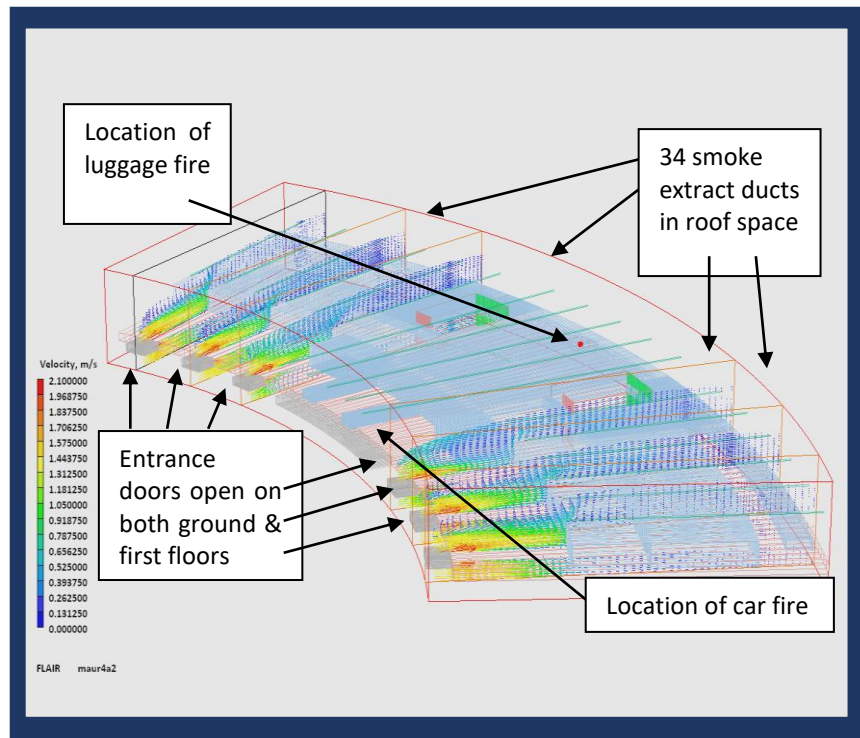 Location of
luggage fire
34 smoke
extract ducts
in roof space
Velocity, m/s
2.100000
1.968750
1.837500
1.706250
1.575000
1.443750
1.312500
1.181250
1.050000
0.918750
0.787500
0.656250
0.525000
0.393750
0.262500
0.131250
0.000000
Entrance
doors open on
both ground &
first floors
Location of car fire
FLAIR maur4a2